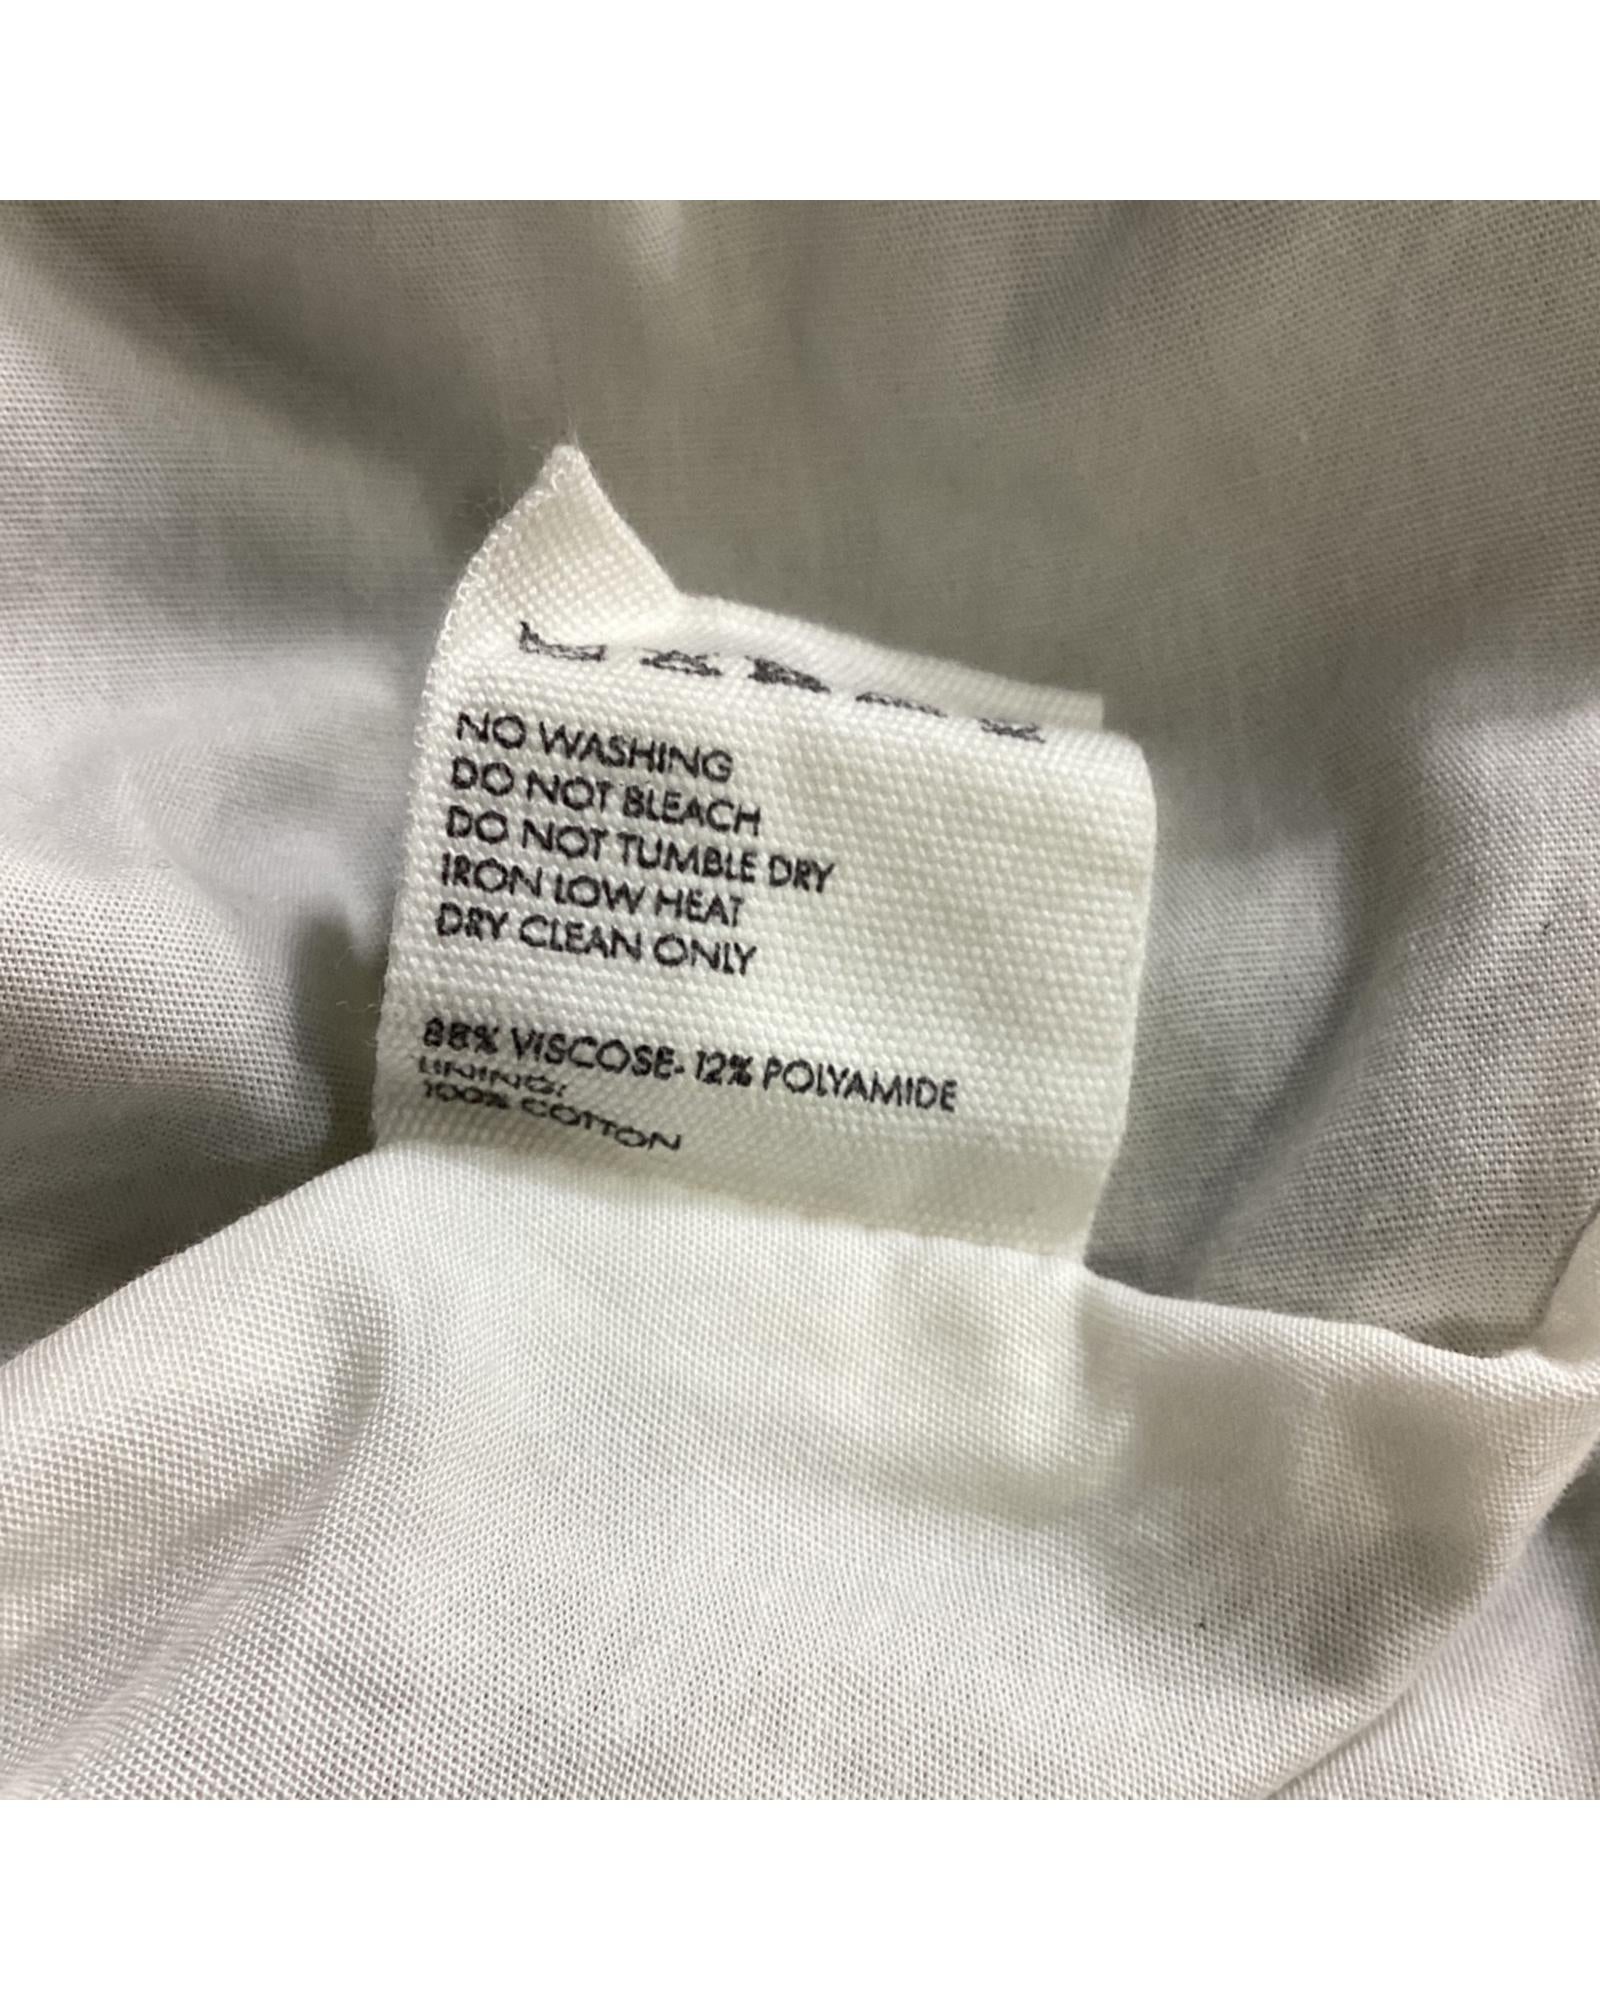 NO WASHING
DO NOT BLEACH
DO NOT TUMBLE DRY
IRON LOW HEAT
DRY CLEAN ONLY
88% VISCOSE- 12% POLYAMIDE
LINING:
100% COTTON